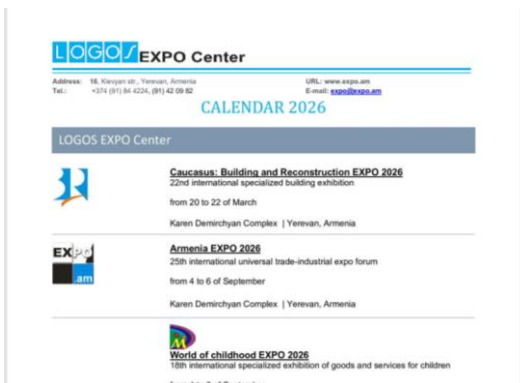 LOGOS EXPO Center
Address: 16, Kievyan str., Yerevan, Armenia
Tel.: +374 (91) 84 4224, (91) 42 09 82
URL: www.expo.am
E-mail: expo@expo.am
CALENDAR 2026
LOGOS EXPO Center
Caucasus: Building and Reconstruction EXPO 2026
22nd international specialized building exhibition
from 20 to 22 of March
Karen Demirchyan Complex | Yerevan, Armenia
EXPO
.am
Armenia EXPO 2026
25th international universal trade-industrial expo forum
from 4 to 6 of September
Karen Demirchyan Complex | Yerevan, Armenia
World of childhood EXPO 2026
18th international specialized exhibition of goods and services for children